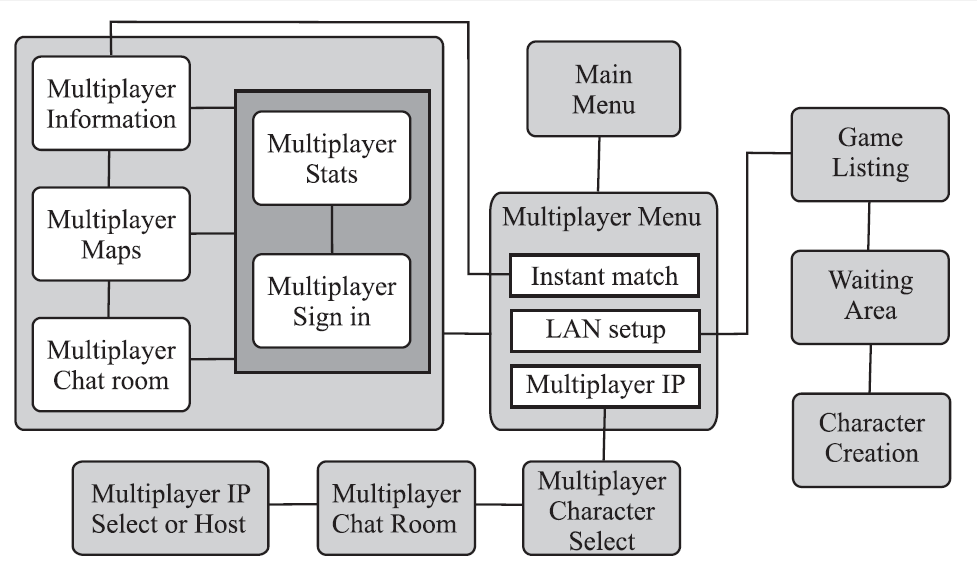 Multiplayer
Information
Multiplayer
Maps
Multiplayer
Chat room
Multiplayer
Stats
Multiplayer
Sign in
Main
Menu
Multiplayer Menu
Instant match
LAN setup
Multiplayer IP
Game
Listing
Waiting
Area
Character
Creation
Multiplayer IP
Select or Host
Multiplayer
Chat Room
Multiplayer
Character
Select